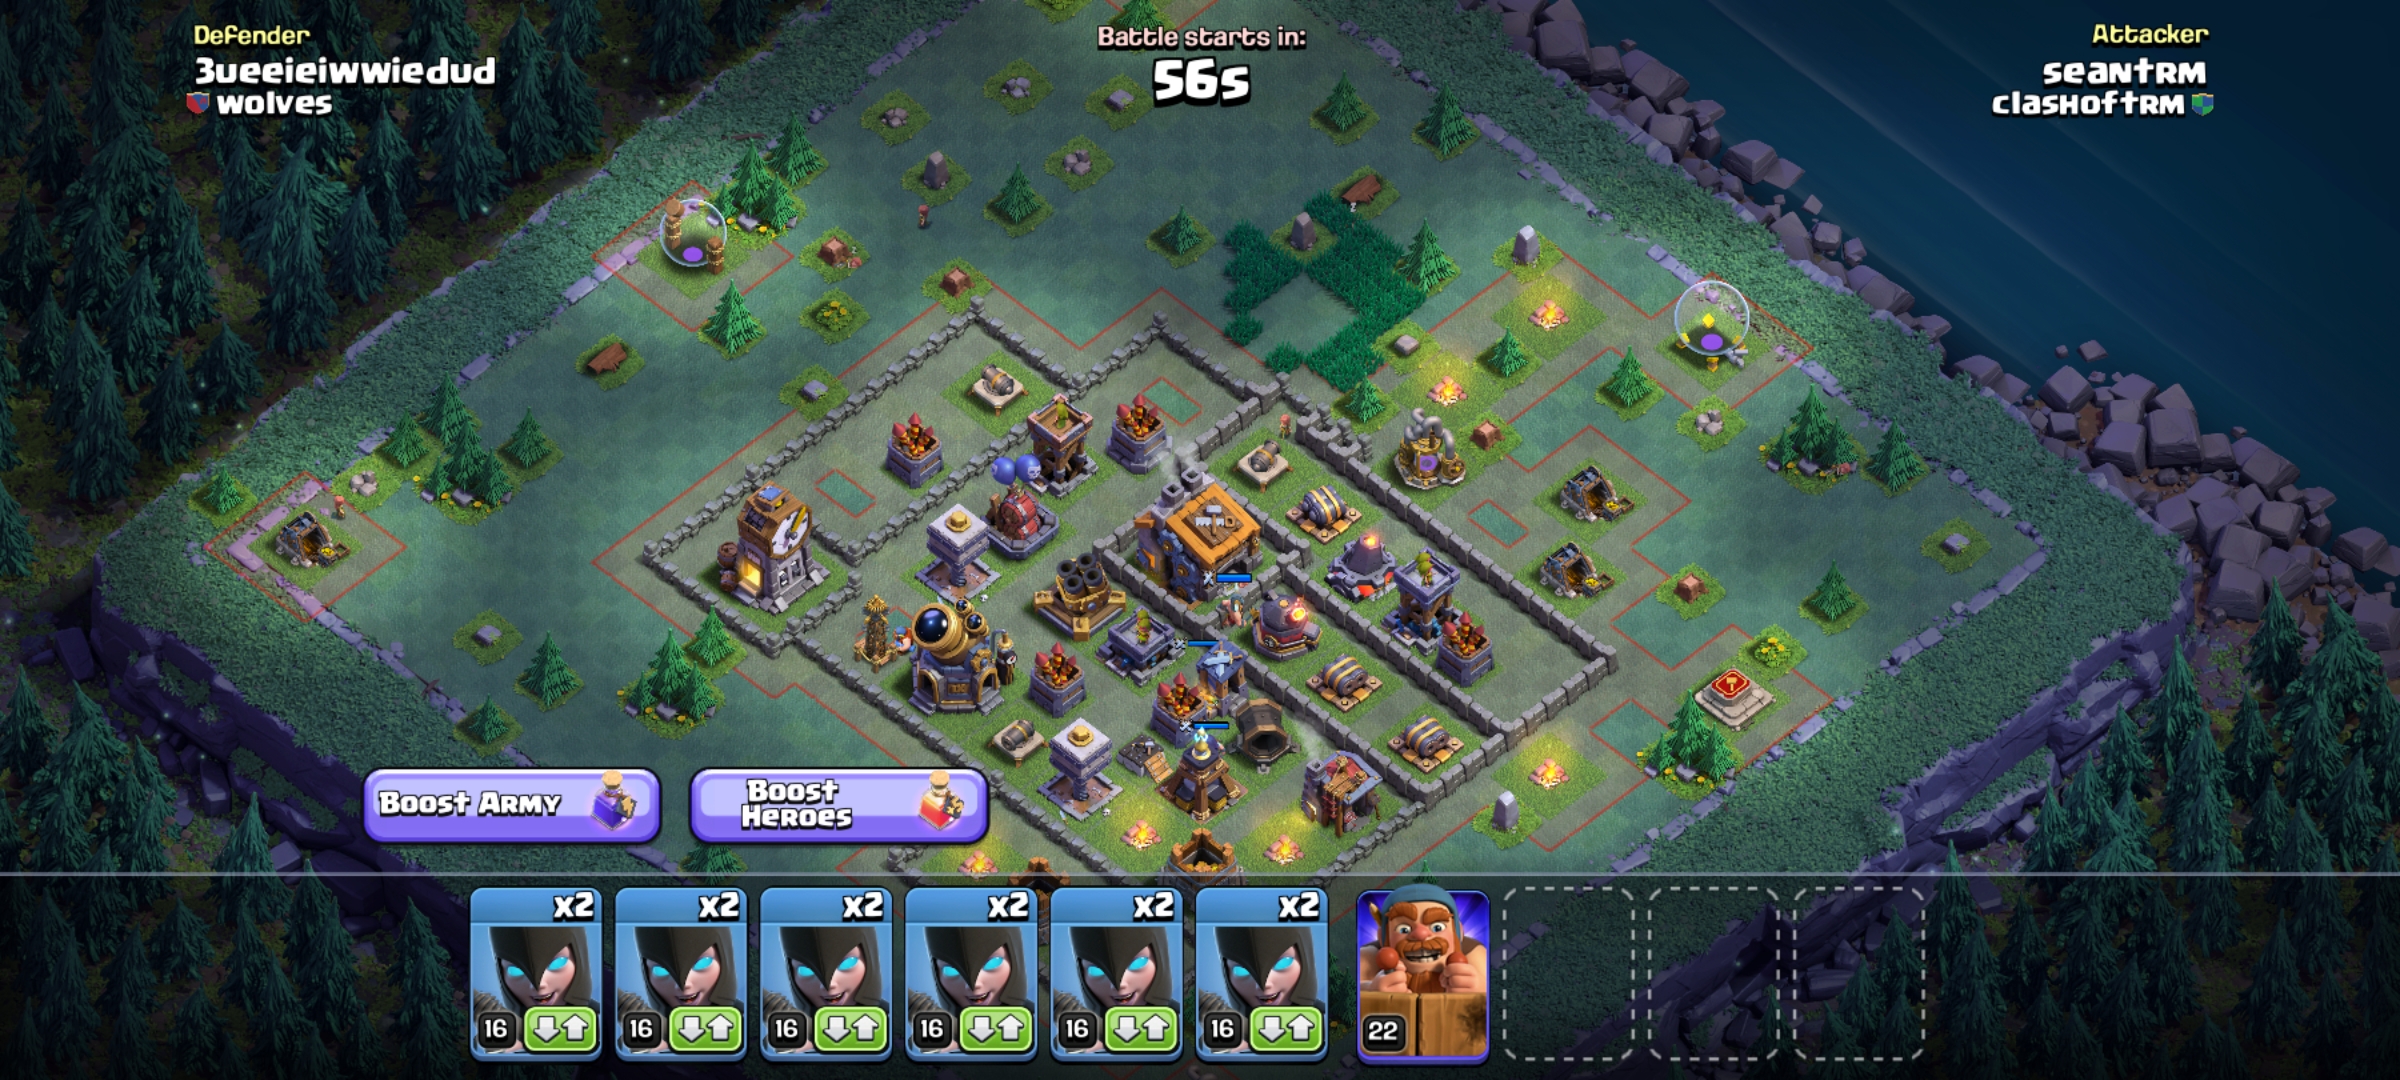 Defender
3ueeieiwwiedud
wolves
Battle starts in:
56s
Attacker
seantRM
clashoftRM
Boost Army
Boost
Heroes
x2
x2
x2
x2
x2
x2
16
16
16
16
16
16
22